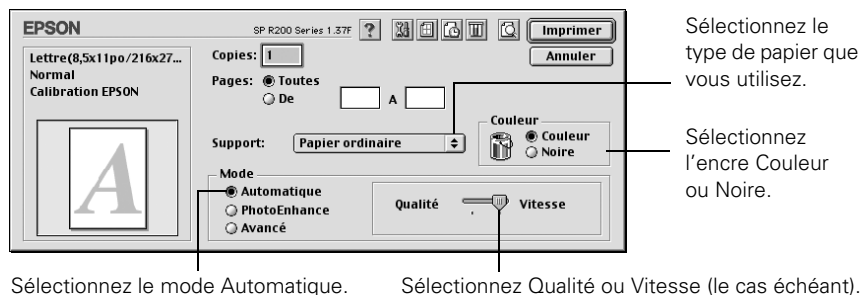 EPSON
SP R200 Series 1.37F
?
Imprimer
Annuler
Lettre(8,5x11po/216x27...
Normal
Calibration EPSON
A
Copies: 1
Pages: Toutes
De A
Support: Papier ordinaire
Couleur
Couleur
Noire
Mode
Automatique
PhotoEnhance
Avancé
Qualité Vitesse
Sélectionnez le
type de papier que
vous utilisez.
Sélectionnez
l'encre Couleur
ou Noire.
Sélectionnez le mode Automatique.
Sélectionnez Qualité ou Vitesse (le cas échéant).